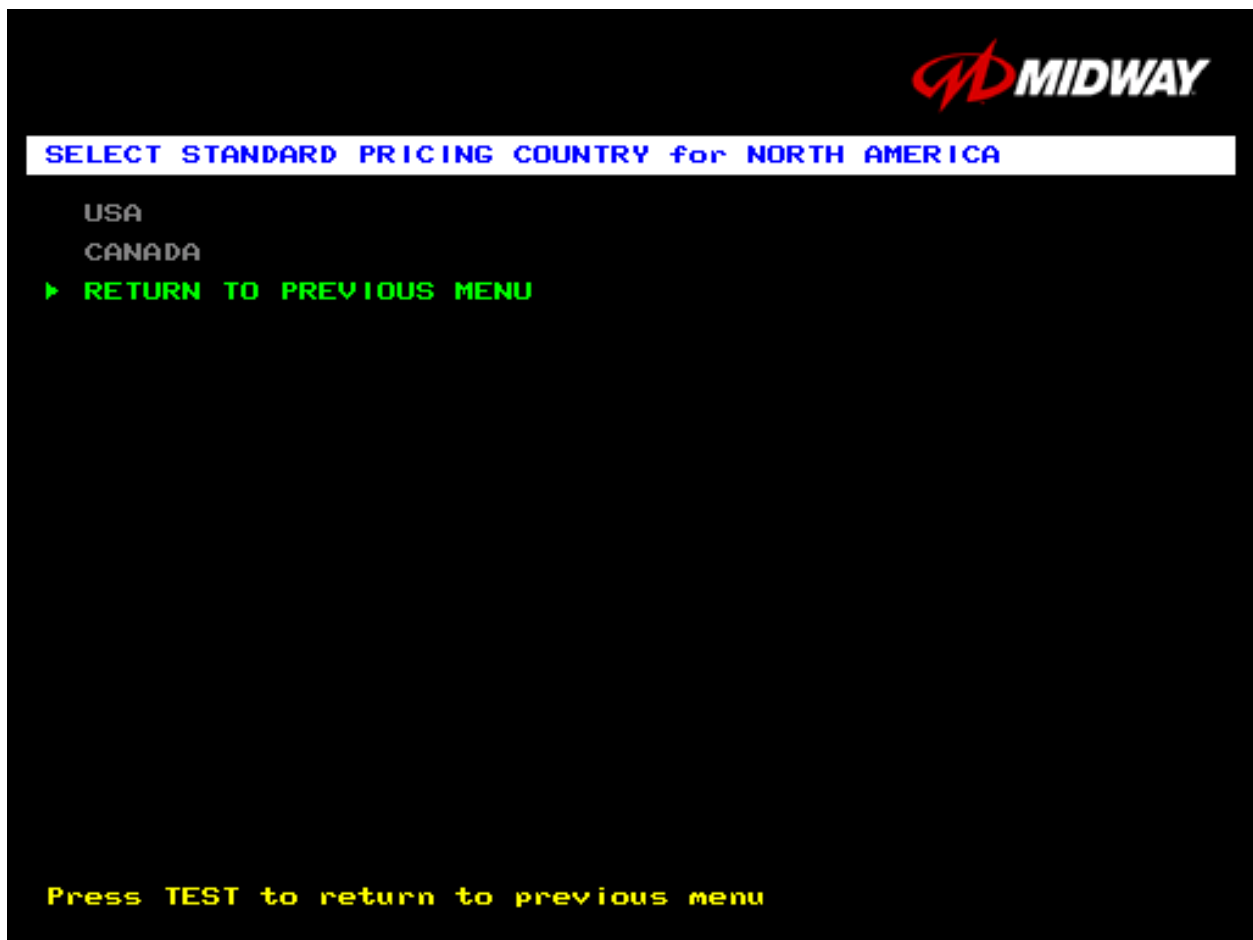 MIDWAY
SELECT STANDARD PRICING COUNTRY for NORTH AMERICA
USA
CANADA
RETURN TO PREVIOUS MENU
Press TEST to return to previous menu